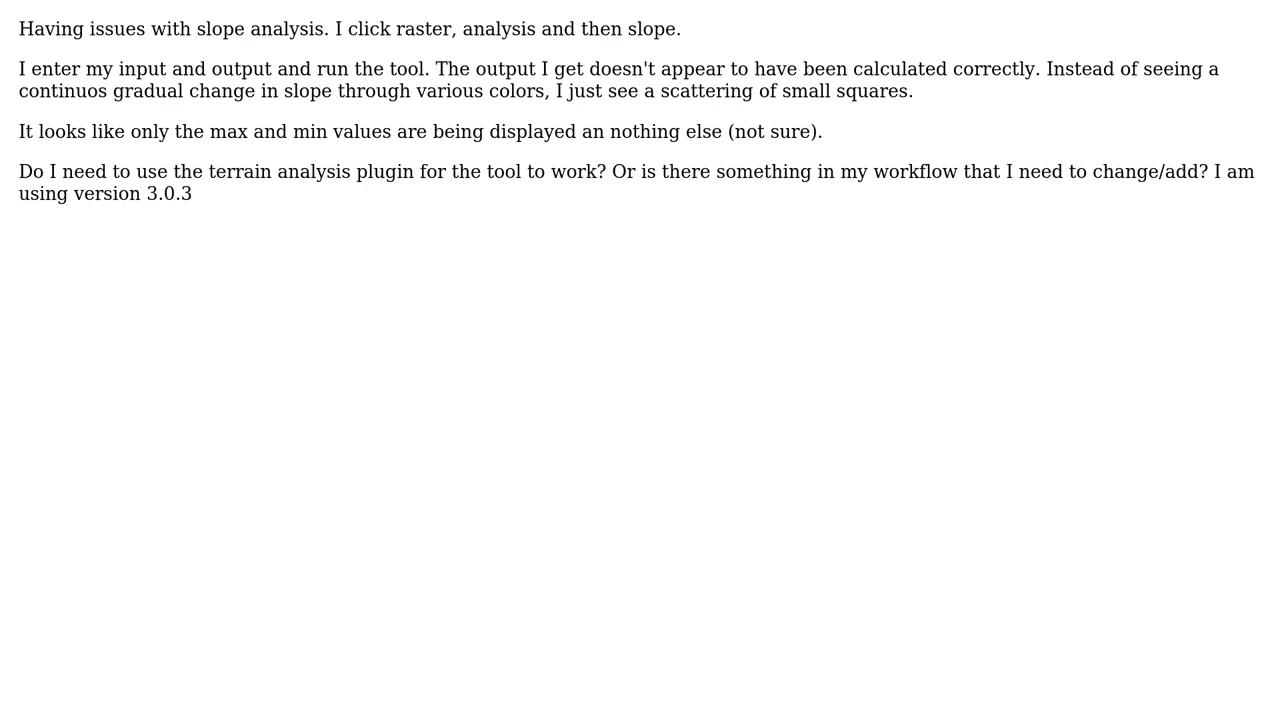 Having issues with slope analysis. I click raster, analysis and then slope.
I enter my input and output and run the tool. The output I get doesn't appear to have been calculated correctly. Instead of seeing a
continuos gradual change in slope through various colors, I just see a scattering of small squares.
It looks like only the max and min values are being displayed an nothing else (not sure).
Do I need to use the terrain analysis plugin for the tool to work? Or is there something in my workflow that I need to change/add? I am
using version 3.0.3